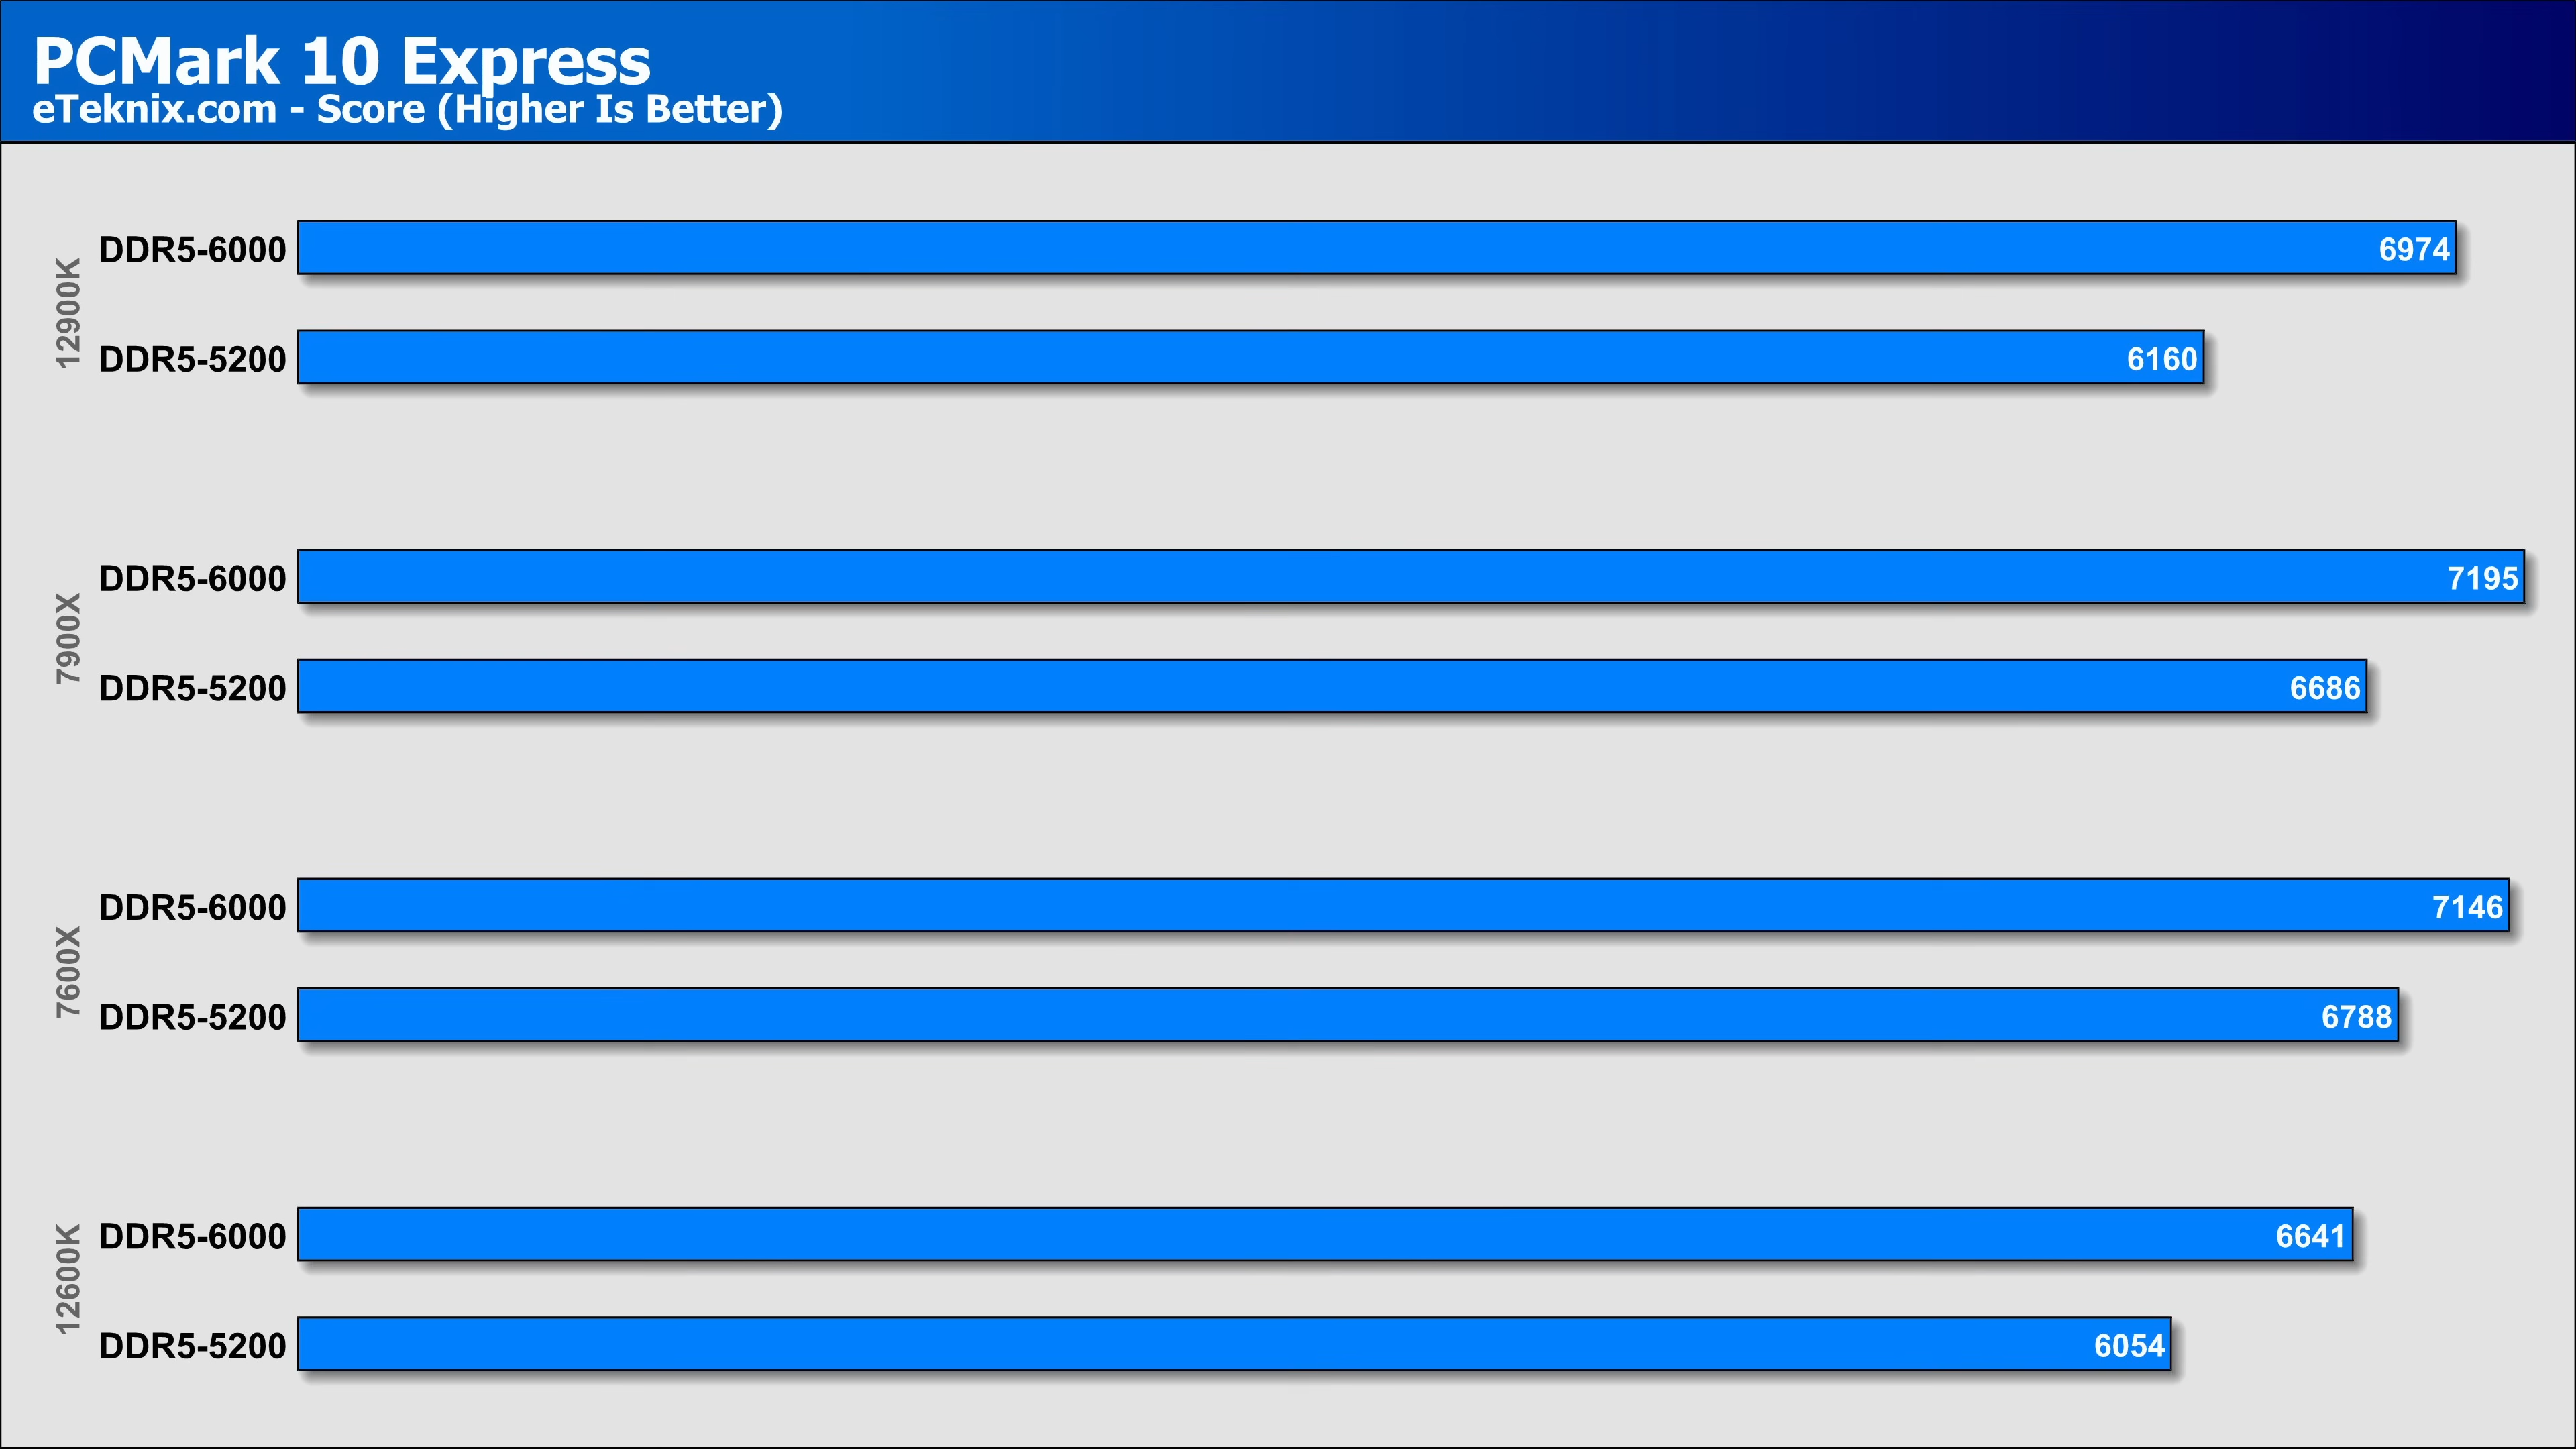 PCMark 10 Express
eTeknix.com - Score (Higher Is Better)
12900K
DDR5-6000 6974
DDR5-5200 6160
7900X
DDR5-6000 7195
DDR5-5200 6686
7600X
DDR5-6000 7146
DDR5-5200 6788
12600K
DDR5-6000 6641
DDR5-5200 6054